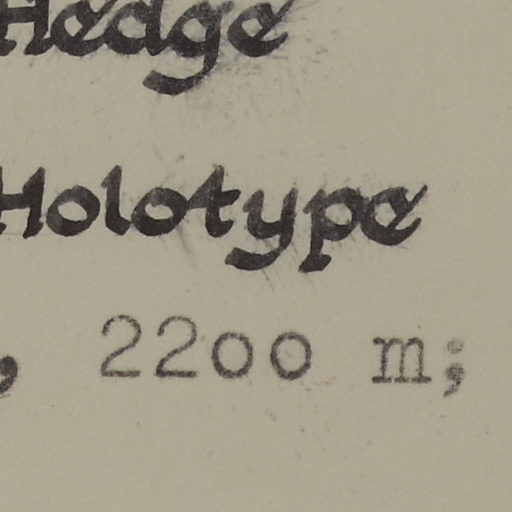 Hedge
Holotype
, 2200 m;